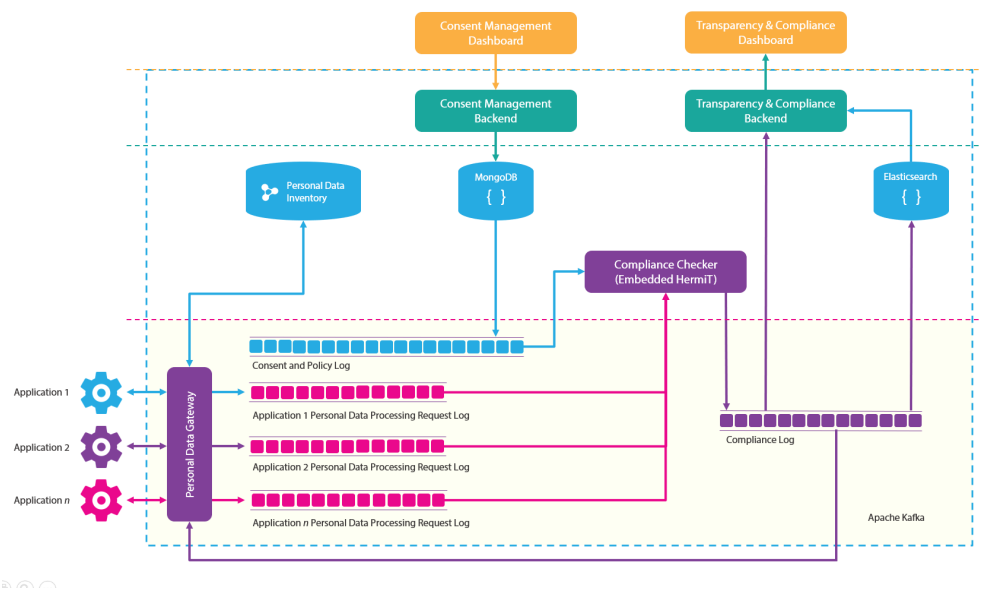 Consent Management
Dashboard
Transparency & Compliance
Dashboard
Consent Management
Backend
Transparency & Compliance
Backend
Personal Data
Inventory
MongoDB
{ }
Elasticsearch
{ }
Compliance Checker
(Embedded HermiT)
Consent and Policy Log
Application 1
Personal Data Gateway
Application 1 Personal Data Processing Request Log
Compliance Log
Application 2
Application 2 Personal Data Processing Request Log
Application n
Application n Personal Data Processing Request Log
Apache Kafka